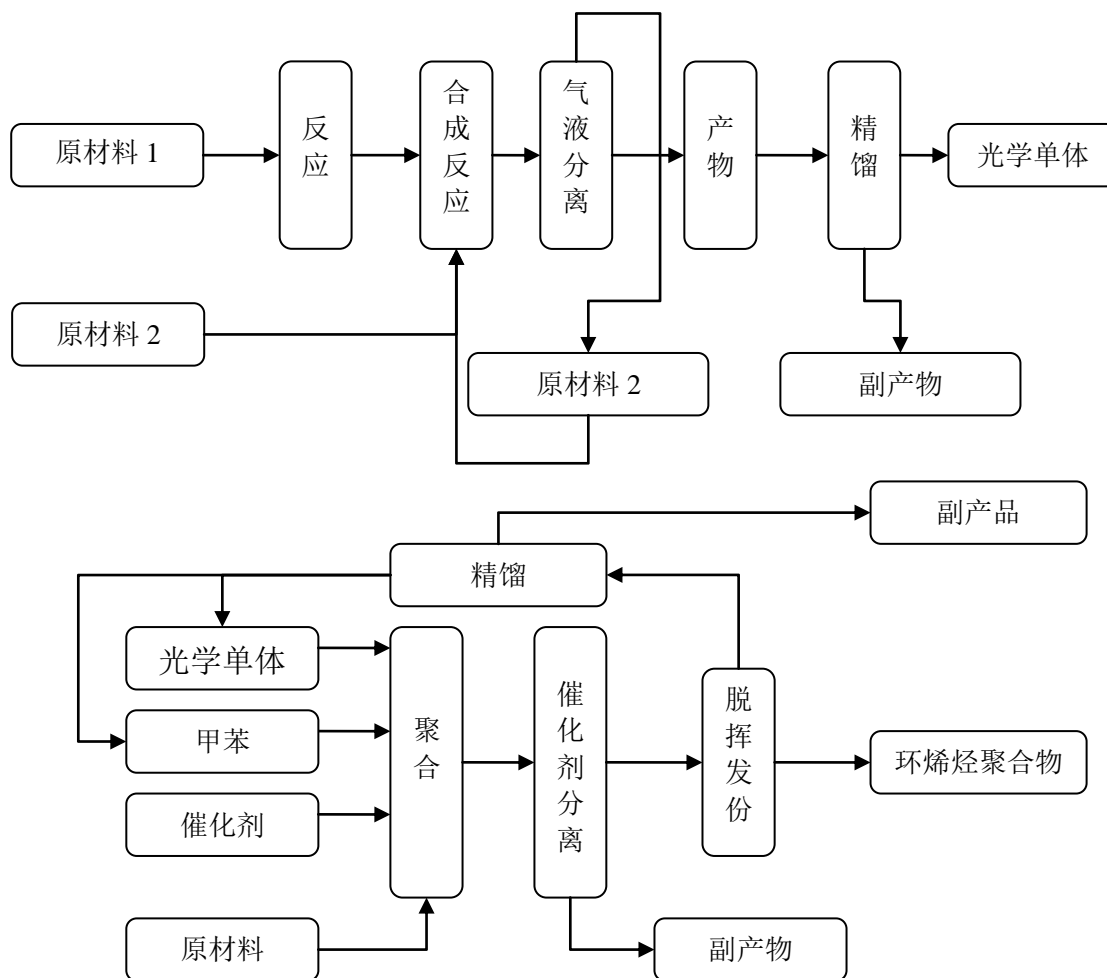 原材料 1
反应
合成反应
气液分离
产物
精馏
光学单体
原材料 2
原材料 2
副产物
副产品
精馏
光学单体
甲苯
催化剂
原材料
聚合
催化剂分离
脱挥发份
环烯烃聚合物
副产物